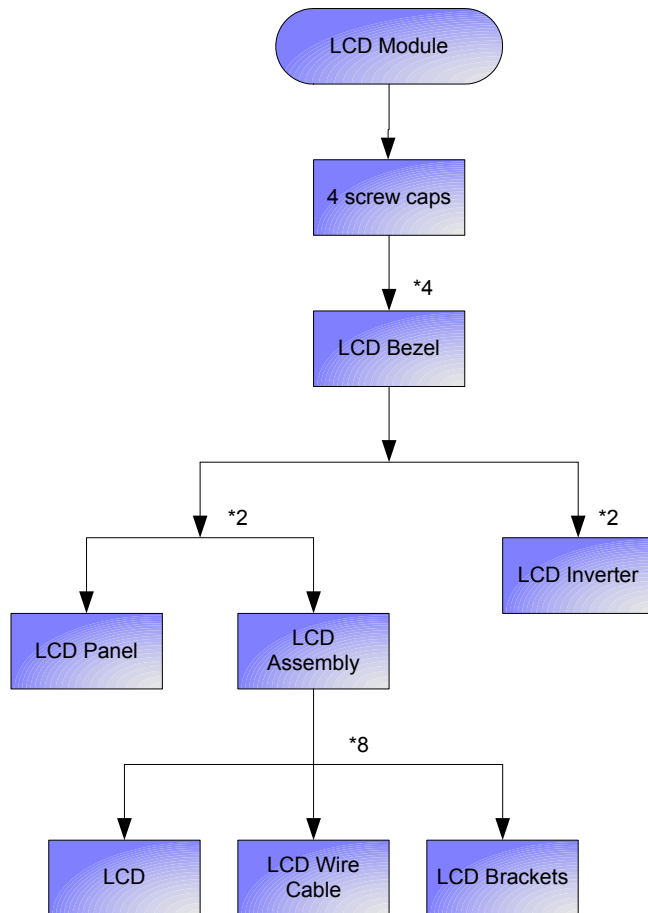 LCD Module
4 screw caps
*4
LCD Bezel
*2
*2
LCD Inverter
LCD Panel
LCD
Assembly
*8
LCD
LCD Wire
Cable
LCD Brackets